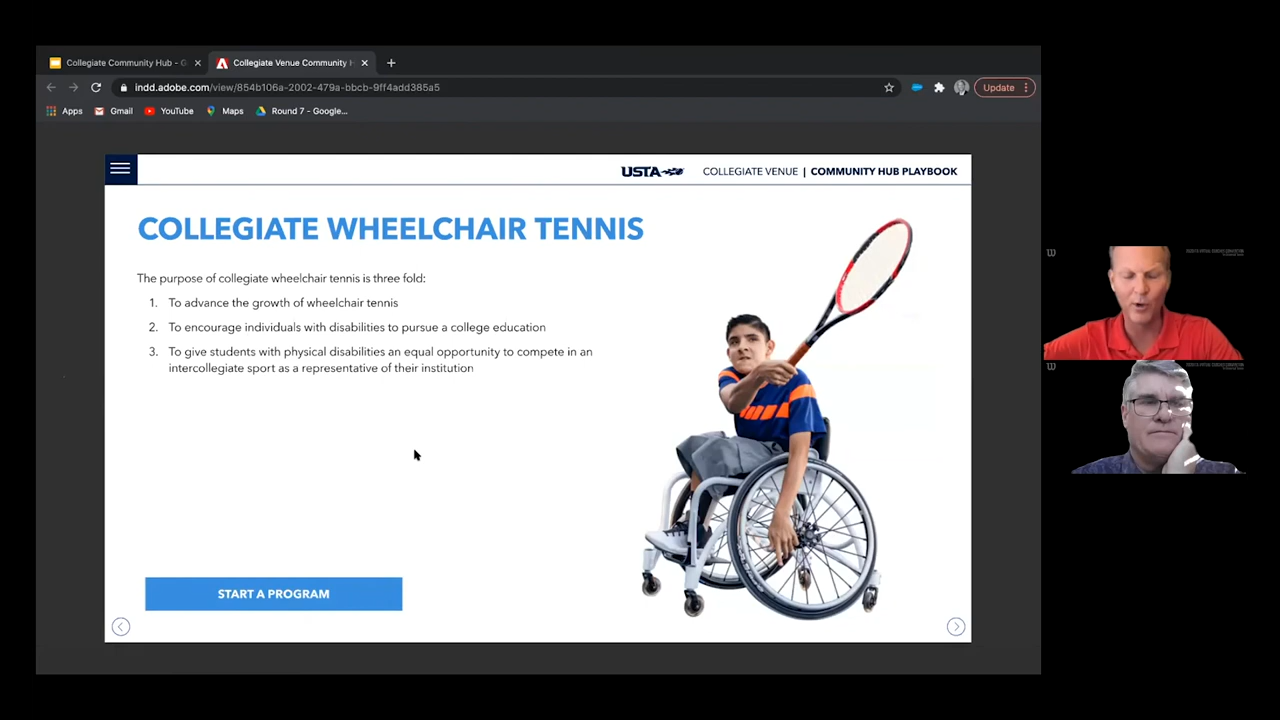 Collegiate Community Hub - G
Collegiate Venue Community H
indd.adobe.com/view/854b106a-2002-479a-bbcb-9ff4add385a5
Update
Apps
Gmail
YouTube
Maps
Round 7 - Google...
USTA
COLLEGIATE VENUE | COMMUNITY HUB PLAYBOOK
COLLEGIATE WHEELCHAIR TENNIS
The purpose of collegiate wheelchair tennis is three fold:
1. To advance the growth of wheelchair tennis
2. To encourage individuals with disabilities to pursue a college education
3. To give students with physical disabilities an equal opportunity to compete in an
intercollegiate sport as a representative of their institution
START A PROGRAM